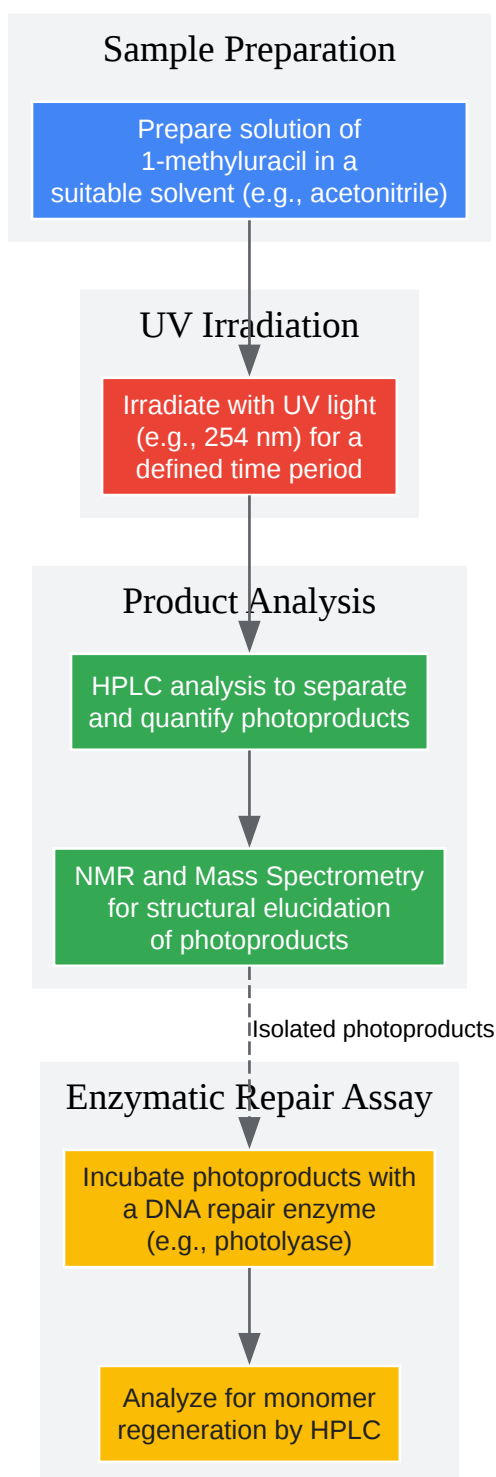 Sample Preparation
Prepare solution of
1-methyluracil in a
suitable solvent (e.g., acetonitrile)
UV Irradiation
Irradiate with UV light
(e.g., 254 nm) for a
defined time period
Product Analysis
HPLC analysis to separate
and quantify photoproducts
NMR and Mass Spectrometry
for structural elucidation
of photoproducts
Isolated photoproducts
Enzymatic Repair Assay
Incubate photoproducts with
a DNA repair enzyme
(e.g., photolyase)
Analyze for monomer
regeneration by HPLC